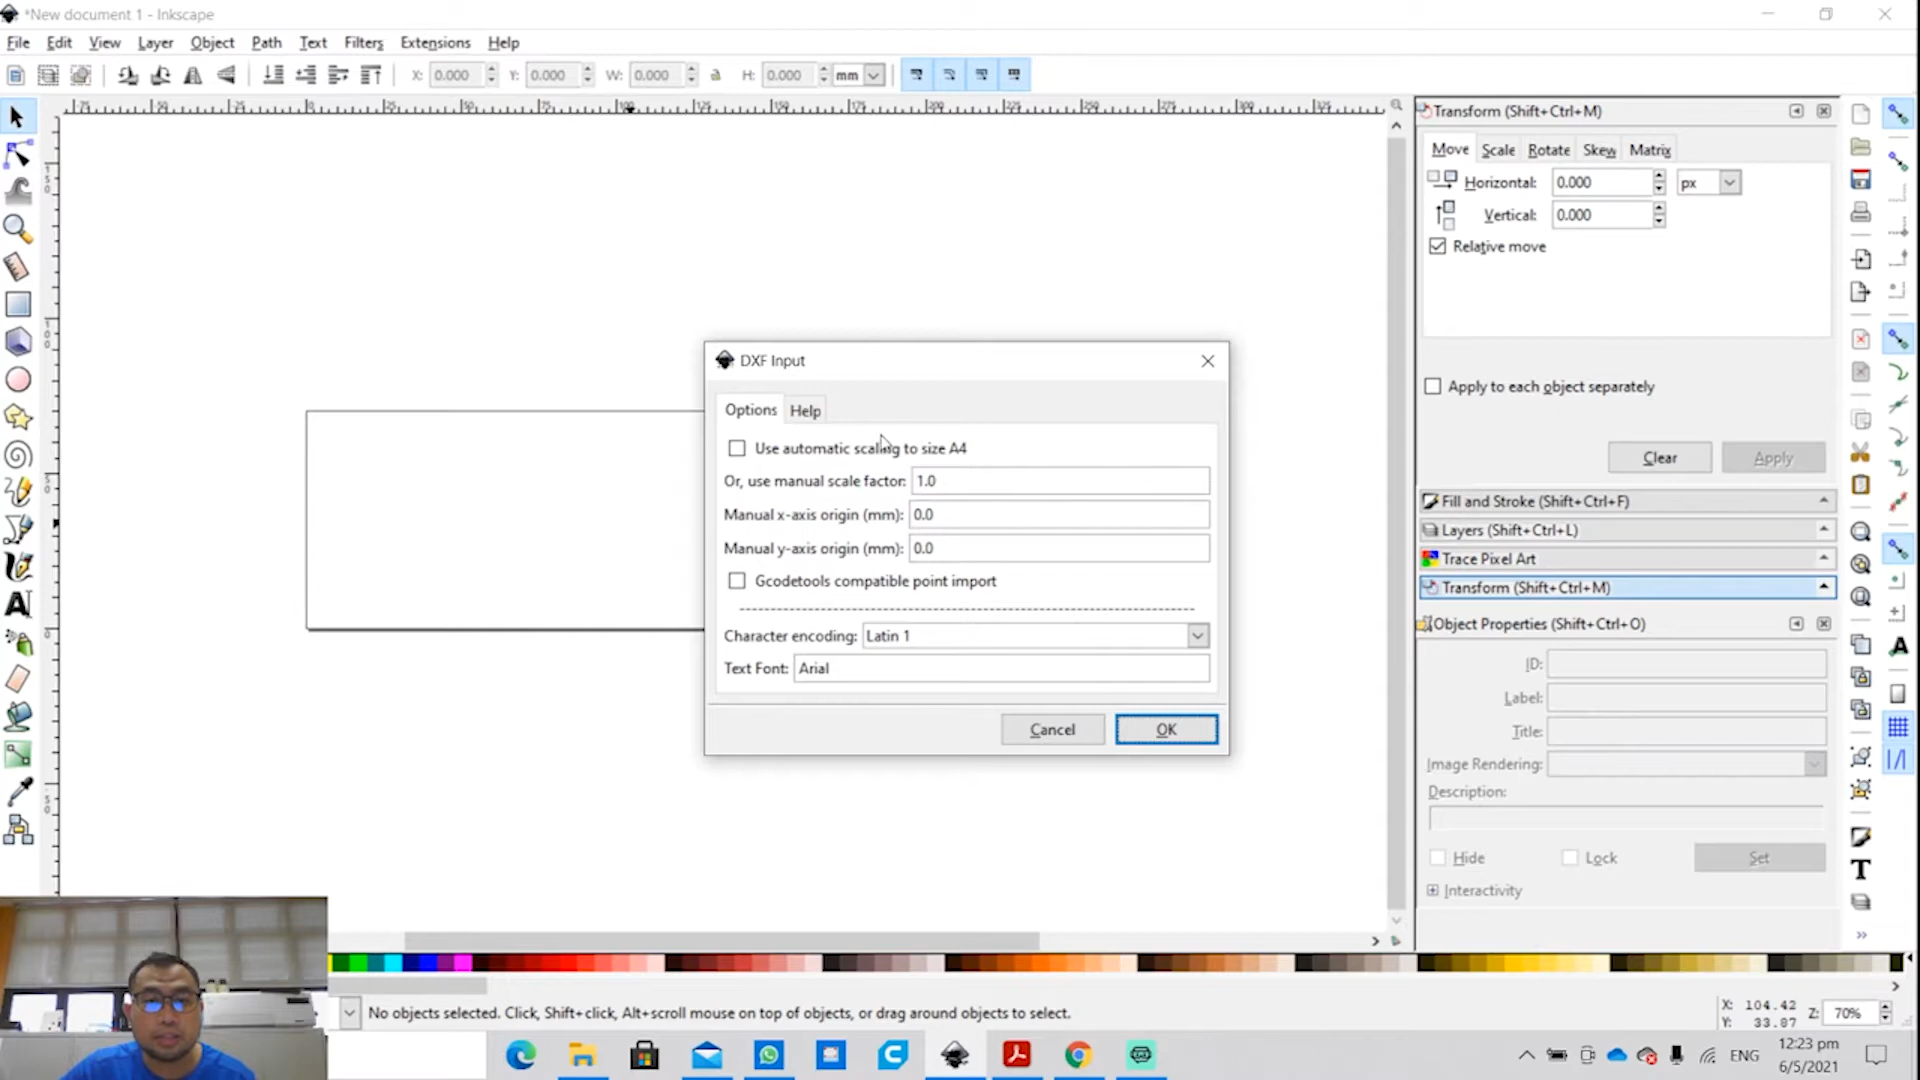 *New document 1 - Inkscape
File Edit View Layer Object Path Text Filters Extensions Help
X: 0.000 Y: 0.000 W: 0.000 H: 0.000 mm
Transform (Shift+Ctrl+M)
Move Scale Rotate Skew Matrix
Horizontal: 0.000 px
Vertical: 0.000
Relative move
Apply to each object separately
Clear Apply
Fill and Stroke (Shift+Ctrl+F)
Layers (Shift+Ctrl+L)
Trace Pixel Art
Transform (Shift+Ctrl+M)
Object Properties (Shift+Ctrl+O)
ID:
Label:
Title:
Image Rendering:
Description:
Hide Lock Set
Interactivity
DXF Input
Options Help
Use automatic scaling to size A4
Or, use manual scale factor: 1.0
Manual x-axis origin (mm): 0.0
Manual y-axis origin (mm): 0.0
Gcodetools compatible point import
Character encoding: Latin 1
Text Font: Arial
Cancel OK
No objects selected. Click, Shift+click, Alt+scroll mouse on top of objects, or drag around objects to select.
X: 104.42
Y: 33.07
Z: 70%
ENG
12:23 pm
6/5/2021